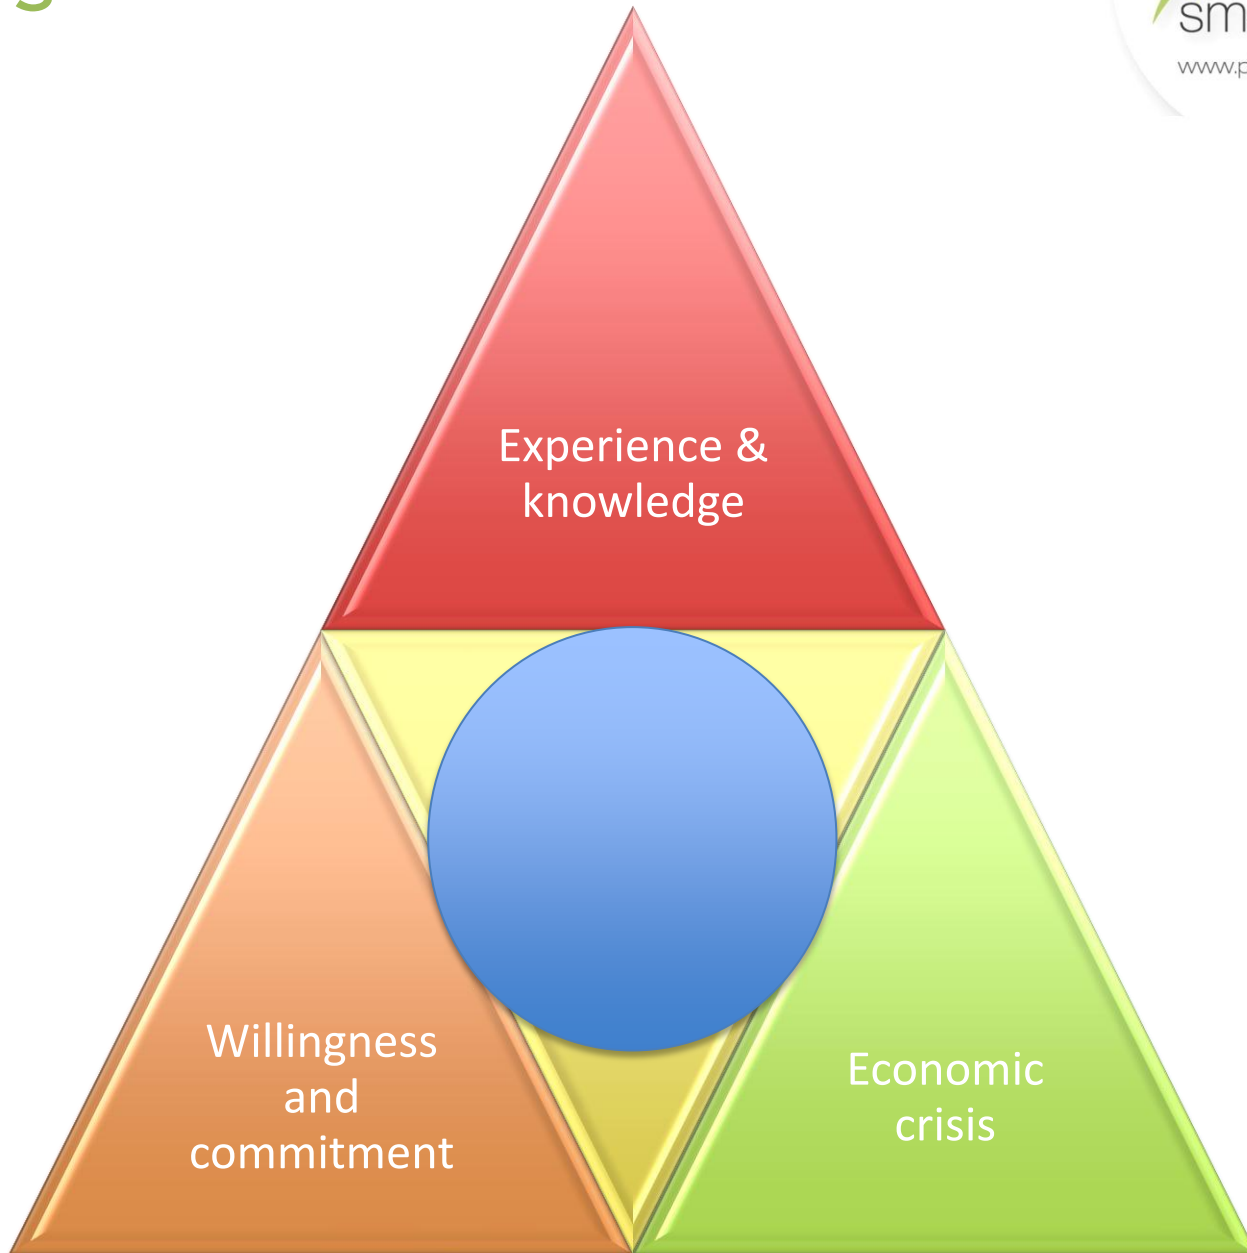 g
sm
www.p
Experience &
knowledge
Willingness
and
commitment
Economic
crisis